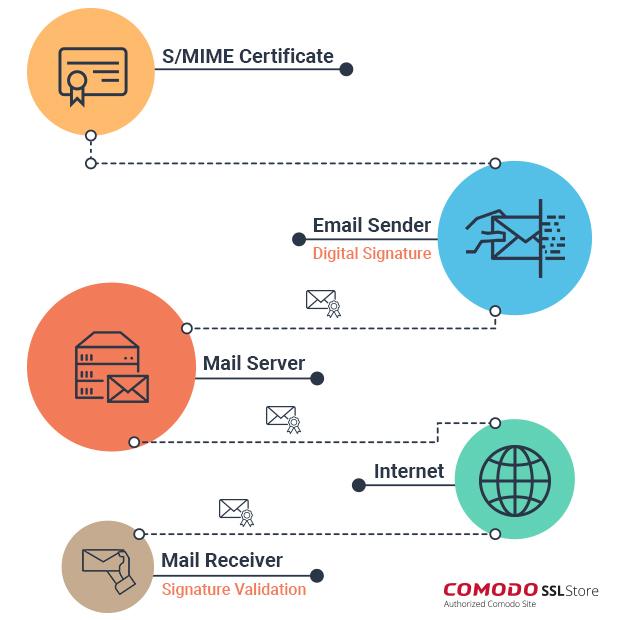 S/MIME Certificate
Email Sender
Digital Signature
Mail Server
Internet
Mail Receiver
Signature Validation
COMODO SSLStore
Authorized Comodo Site